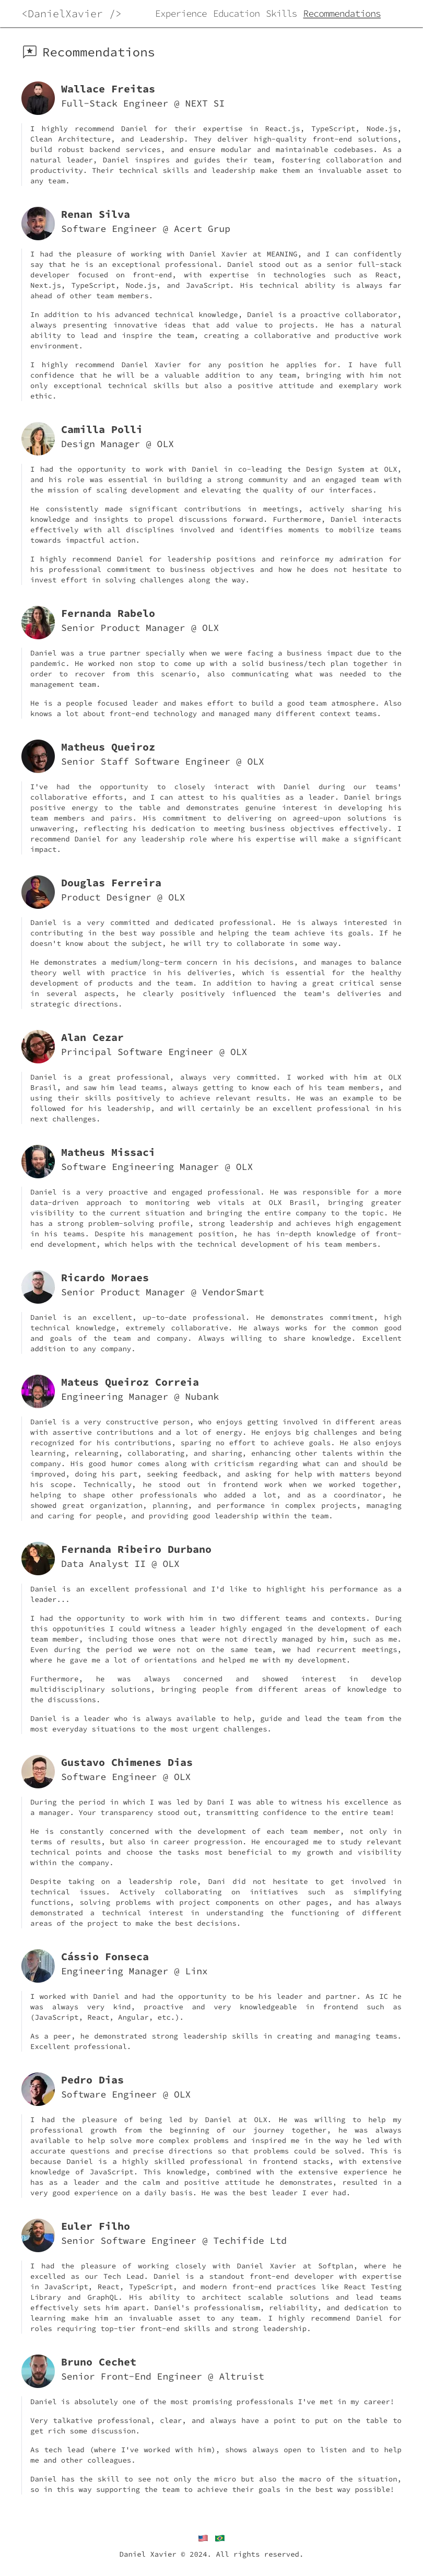 <DanielXavier />
Experience Education Skills Recommendations
Recommendations
Wallace Freitas
Full-Stack Engineer @ NEXT SI
I highly recommend Daniel for their expertise in React.js, TypeScript, Node.js,
Clean Architecture, and Leadership. They deliver high-quality front-end solutions,
build robust backend services, and ensure modular and maintainable codebases. As a
natural leader, Daniel inspires and guides their team, fostering collaboration and
productivity. Their technical skills and leadership make them an invaluable asset to
any team.
Renan Silva
Software Engineer @ Acert Grup
I had the pleasure of working with Daniel Xavier at MEANING, and I can confidently
say that he is an exceptional professional. Daniel stood out as a senior full-stack
developer focused on front-end, with expertise in technologies such as React,
Next.js, TypeScript, Node.js, and JavaScript. His technical ability is always far
ahead of other team members.
In addition to his advanced technical knowledge, Daniel is a proactive collaborator,
always presenting innovative ideas that add value to projects. He has a natural
ability to lead and inspire the team, creating a collaborative and productive work
environment.
I highly recommend Daniel Xavier for any position he applies for. I have full
confidence that he will be a valuable addition to any team, bringing with him not
only exceptional technical skills but also a positive attitude and exemplary work
ethic.
Camilla Polli
Design Manager @ OLX
I had the opportunity to work with Daniel in co-leading the Design System at OLX,
and his role was essential in building a strong community and an engaged team with
the mission of scaling development and elevating the quality of our interfaces.
He consistently made significant contributions in meetings, actively sharing his
knowledge and insights to propel discussions forward. Furthermore, Daniel interacts
effectively with all disciplines involved and identifies moments to mobilize teams
towards impactful action.
I highly recommend Daniel for leadership positions and reinforce my admiration for
his professional commitment to business objectives and how he does not hesitate to
invest effort in solving challenges along the way.
Fernanda Rabelo
Senior Product Manager @ OLX
Daniel was a true partner specially when we were facing a business impact due to the
pandemic. He worked non stop to come up with a solid business/tech plan together in
order to recover from this scenario, also communicating what was needed to the
management team.
He is a people focused leader and makes effort to build a good team atmosphere. Also
knows a lot about front-end technology and managed many different context teams.
Matheus Queiroz
Senior Staff Software Engineer @ OLX
I've had the opportunity to closely interact with Daniel during our teams'
collaborative efforts, and I can attest to his qualities as a leader. Daniel brings
positive energy to the table and demonstrates genuine interest in developing his
team members and pairs. His commitment to delivering on agreed-upon solutions is
unwavering, reflecting his dedication to meeting business objectives effectively. I
recommend Daniel for any leadership role where his expertise will make a significant
impact.
Douglas Ferreira
Product Designer @ OLX
Daniel is a very committed and dedicated professional. He is always interested in
contributing in the best way possible and helping the team achieve its goals. If he
doesn't know about the subject, he will try to collaborate in some way.
He demonstrates a medium/long-term concern in his decisions, and manages to balance
theory well with practice in his deliveries, which is essential for the healthy
development of products and the team. In addition to having a great critical sense
in several aspects, he clearly positively influenced the team's deliveries and
strategic directions.
Alan Cezar
Principal Software Engineer @ OLX
Daniel is a great professional, always very committed. I worked with him at OLX
Brasil, and saw him lead teams, always getting to know each of his team members, and
using their skills positively to achieve relevant results. He was an example to be
followed for his leadership, and will certainly be an excellent professional in his
next challenges.
Matheus Missaci
Software Engineering Manager @ OLX
Daniel is a very proactive and engaged professional. He was responsible for a more
data-driven approach to monitoring web vitals at OLX Brasil, bringing greater
visibility to the current situation and bringing the entire company to the topic. He
has a strong problem-solving profile, strong leadership and achieves high engagement
in his teams. Despite his management position, he has in-depth knowledge of front-
end development, which helps with the technical development of his team members.
Ricardo Moraes
Senior Product Manager @ VendorSmart
Daniel is an excellent, up-to-date professional. He demonstrates commitment, high
technical knowledge, extremely collaborative. He always works for the common good
and goals of the team and company. Always willing to share knowledge. Excellent
addition to any company.
Mateus Queiroz Correia
Engineering Manager @ Nubank
Daniel is a very constructive person, who enjoys getting involved in different areas
with assertive contributions and a lot of energy. He enjoys big challenges and being
recognized for his contributions, sparing no effort to achieve goals. He also enjoys
learning, relearning, collaborating, and sharing, enhancing other talents within the
company. His good humor comes along with criticism regarding what can and should be
improved, doing his part, seeking feedback, and asking for help with matters beyond
his scope. Technically, he stood out in frontend work when we worked together,
helping to shape other professionals who added a lot, and as a coordinator, he
showed great organization, planning, and performance in complex projects, managing
and caring for people, and providing good leadership within the team.
Fernanda Ribeiro Durbano
Data Analyst II @ OLX
Daniel is an excellent professional and I'd like to highlight his performance as a
leader...
I had the opportunity to work with him in two different teams and contexts. During
this opportunities I could witness a leader highly engaged in the development of each
team member, including those ones that were not directly managed by him, such as me.
Even during the period we were not on the same team, we had recurrent meetings,
where he gave me a lot of orientations and helped me with my development.
Furthermore, he was always concerned and showed interest in develop
multidisciplinary solutions, bringing people from different areas of knowledge to
the discussions.
Daniel is a leader who is always available to help, guide and lead the team from the
most everyday situations to the most urgent challenges.
Gustavo Chimenes Dias
Software Engineer @ OLX
During the period in which I was led by Dani I was able to witness his excellence as
a manager. Your transparency stood out, transmitting confidence to the entire team!
He is constantly concerned with the development of each team member, not only in
terms of results, but also in career progression. He encouraged me to study relevant
technical points and choose the tasks most beneficial to my growth and visibility
within the company.
Despite taking on a leadership role, Dani did not hesitate to get involved in
technical issues. Actively collaborating on initiatives such as simplifying
functions, solving problems with project components on other pages, and has always
demonstrated a technical interest in understanding the functioning of different
areas of the project to make the best decisions.
Cássio Fonseca
Engineering Manager @ Linx
I worked with Daniel and had the opportunity to be his leader and partner. As IC he
was always very kind, proactive and very knowledgeable in frontend such as
(JavaScript, React, Angular, etc.).
As a peer, he demonstrated strong leadership skills in creating and managing teams.
Excellent professional.
Pedro Dias
Software Engineer @ OLX
I had the pleasure of being led by Daniel at OLX. He was willing to help my
professional growth from the beginning of our journey together, he was always
available to help solve more complex problems and inspired me in the way he led with
accurate questions and precise directions so that problems could be solved. This is
because Daniel is a highly skilled professional in frontend stacks, with extensive
knowledge of JavaScript. This knowledge, combined with the extensive experience he
has as a leader and the calm and positive attitude he demonstrates, resulted in a
very good experience on a daily basis. He was the best leader I ever had.
Euler Filho
Senior Software Engineer @ Techifide Ltd
I had the pleasure of working closely with Daniel Xavier at Softplan, where he
excelled as our Tech Lead. Daniel is a standout front-end developer with expertise
in JavaScript, React, TypeScript, and modern front-end practices like React Testing
Library and GraphQL. His ability to architect scalable solutions and lead teams
effectively sets him apart. Daniel's professionalism, reliability, and dedication to
learning make him an invaluable asset to any team. I highly recommend Daniel for
roles requiring top-tier front-end skills and strong leadership.
Bruno Cechet
Senior Front-End Engineer @ Altruist
Daniel is absolutely one of the most promising professionals I've met in my career!
Very talkative professional, clear, and always have a point to put on the table to
get rich some discussion.
As tech lead (where I've worked with him), shows always open to listen and to help
me and other colleagues.
Daniel has the skill to see not only the micro but also the macro of the situation,
so in this way supporting the team to achieve their goals in the best way possible!
Daniel Xavier © 2024. All rights reserved.